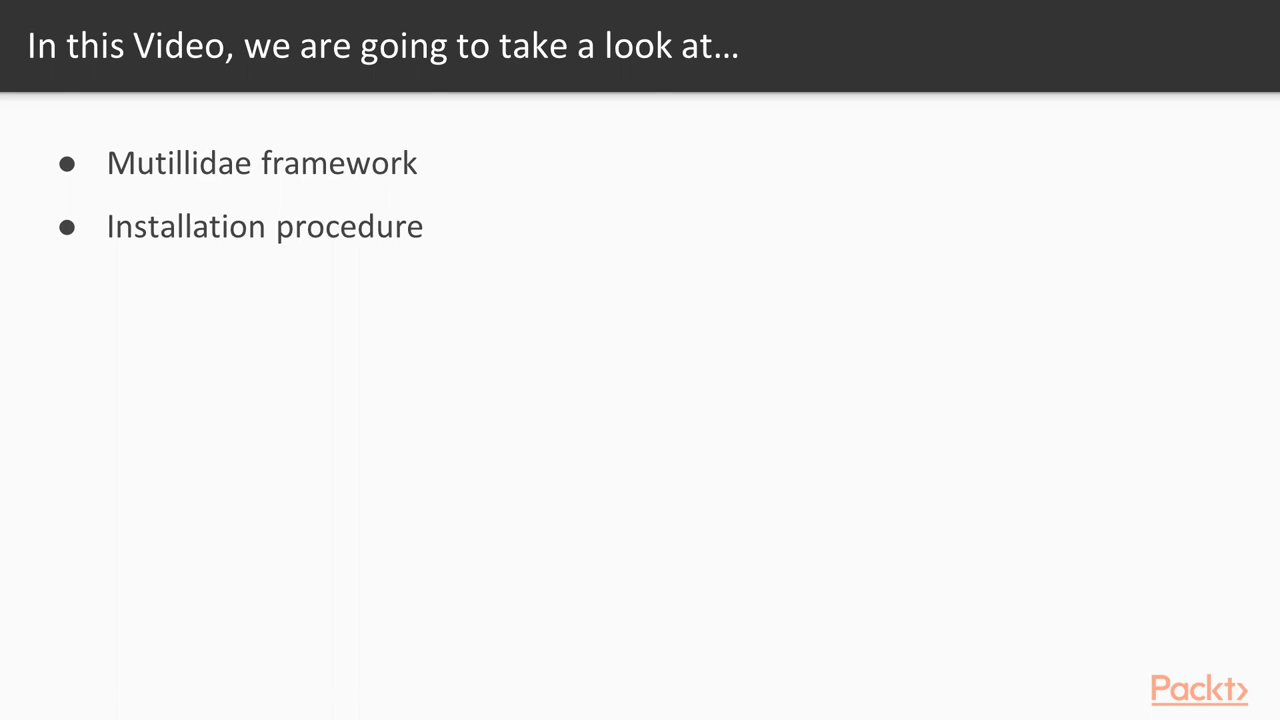 In this Video, we are going to take a look at…
● Mutillidae framework
● Installation procedure
Packt>